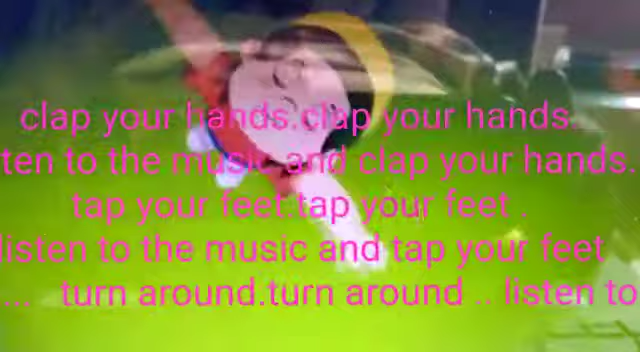 clap your hands.clap your hands.
ten to the music and clap your hands.
tap your feet.tap your feet .
listen to the music and tap your feet
... turn around.turn around .. listen to